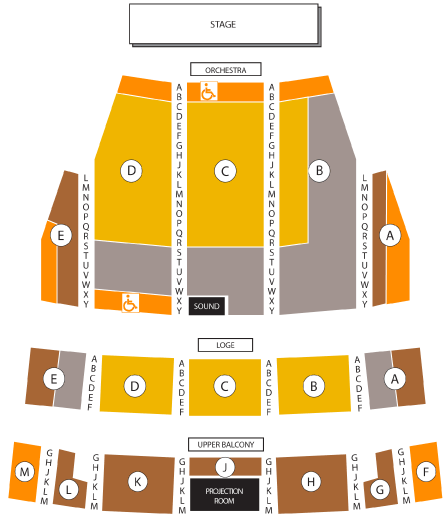 STAGE
ORCHESTRA
A A
B B
C C
D D
E E
F F
G G
H H
J J
K K
L L
M M
N N
O O
P P
Q Q
R R
S S
T T
U U
V V
W W
X X
Y Y
D C B
L L
M M
N N
O O
P P
Q Q
R R
S S
T T
U U
V V
W W
X X
Y Y
E A
SOUND
LOGE
A A A A
B B B B
C C C C
D D D D
E E E E
F F F F
E D C B A
UPPER BALCONY
G G G G G G
H H H H H H
J J J J J J
K K K K K K
L L L L L L
M M M M M M
M L K J H G F
PROJECTION
ROOM